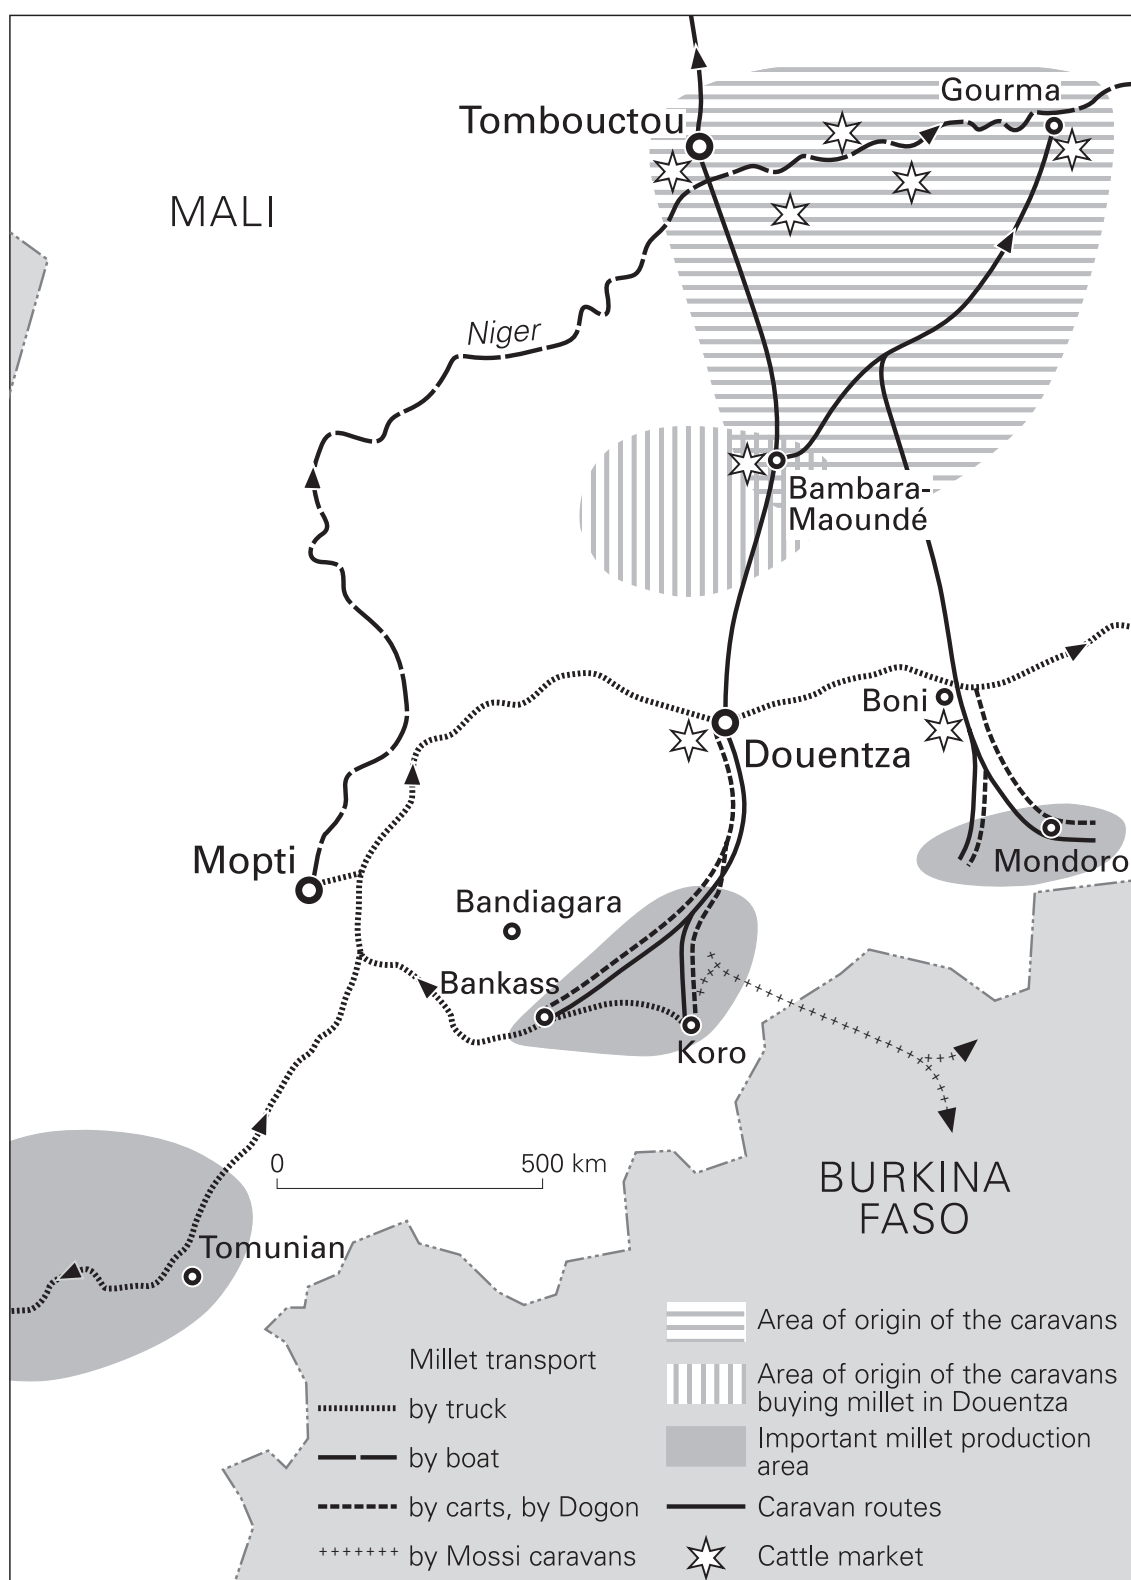 Gourma
Tombouctou
MALI
Niger
Bambara-
Maoundé
Boni
Douentza
Mopti
Mondoro
Bandiagara
Bankass
Koro
0 500 km
BURKINA
FASO
Tomunian
Millet transport
by truck
by boat
by carts, by Dogon
by Mossi caravans
Area of origin of the caravans
Area of origin of the caravans
buying millet in Douentza
Important millet production
area
Caravan routes
Cattle market